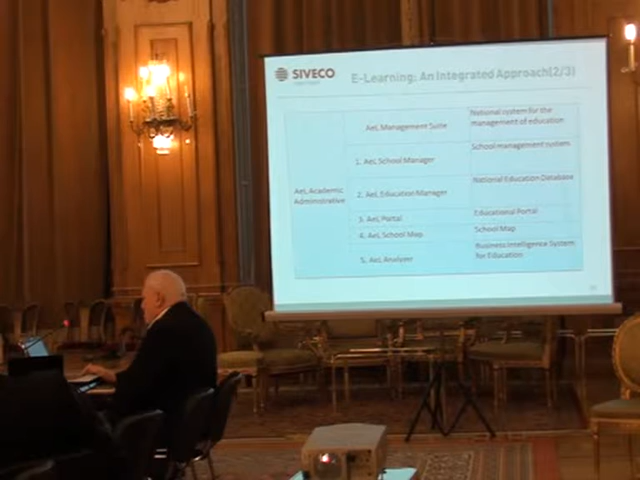 SIVECO
E-Learning: An Integrated Approach(2/3)
AeL Management Suite
National system for the
management of education
1. AeL School Manager
School management system
AeL Academic
Administrative
2. AeL Education Manager
National Education Database
3. AeL Portal
Educational Portal
4. AeL School Map
School Map
5. AeL Analyzer
Business Intelligence System
for Education